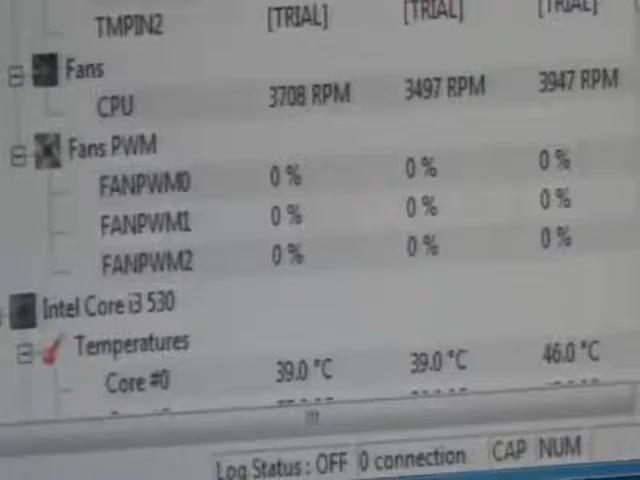 TMPIN2 [TRIAL] [TRIAL] [TRIAL]
Fans
CPU 3708 RPM 3497 RPM 3947 RPM
Fans PWM
FANPWM0 0 % 0 % 0 %
FANPWM1 0 % 0 % 0 %
FANPWM2 0 % 0 % 0 %
Intel Core i3 530
Temperatures
Core #0 39.0 °C 39.0 °C 46.0 °C
Log Status : OFF 0 connection CAP NUM